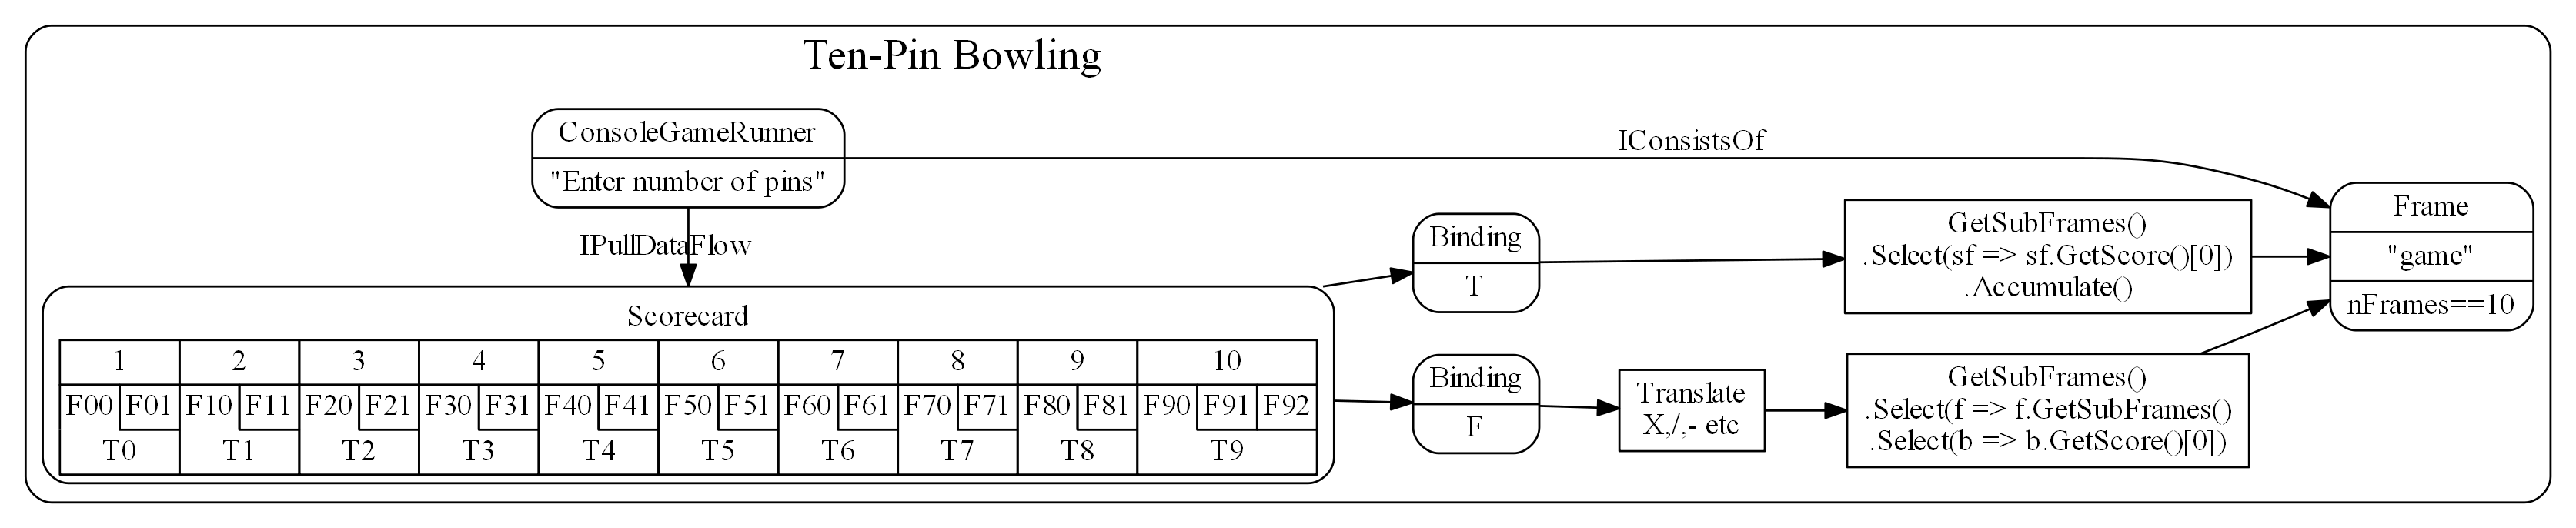 Ten-Pin Bowling
ConsoleGameRunner
"Enter number of pins"
IConsistsOf
IPullDataFlow
Scorecard
1 2 3 4 5 6 7 8 9 10
F00 F01 F10 F11 F20 F21 F30 F31 F40 F41 F50 F51 F60 F61 F70 F71 F80 F81 F90 F91 F92
T0 T1 T2 T3 T4 T5 T6 T7 T8 T9
Binding
T
GetSubFrames()
.Select(sf => sf.GetScore()[0])
.Accumulate()
Binding
F
Translate
X,/,- etc
GetSubFrames()
.Select(f => f.GetSubFrames()
.Select(b => b.GetScore()[0])
Frame
"game"
nFrames==10